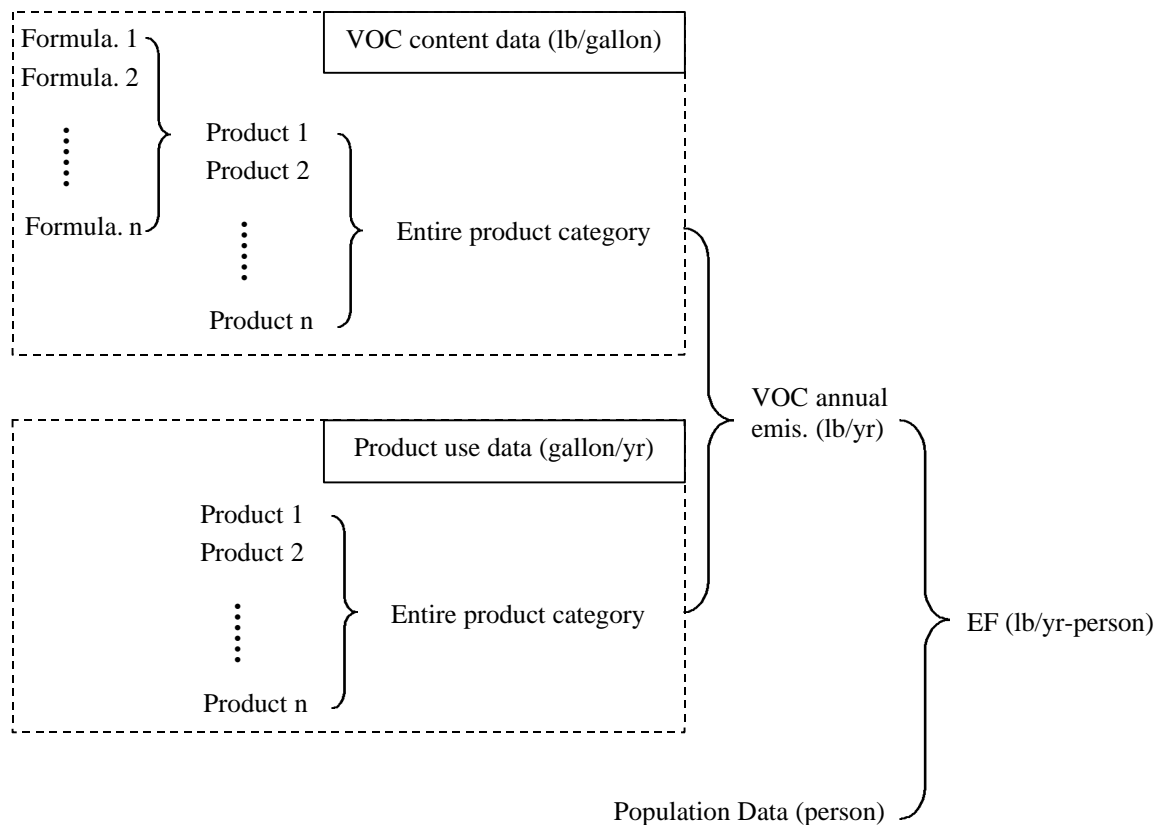 Formula. 1
VOC content data (lb/gallon)
Formula. 2
Product 1
Product 2
Formula. n
Entire product category
Product n
VOC annual
emis. (lb/yr)
Product use data (gallon/yr)
Product 1
Product 2
Entire product category
EF (lb/yr-person)
Product n
Population Data (person)